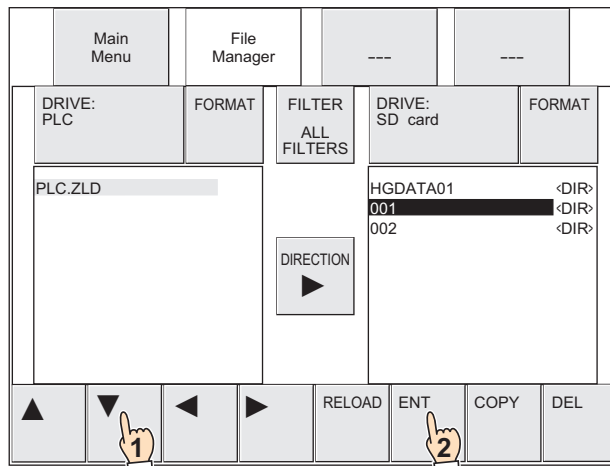 Main
Menu
File
Manager
---
---
DRIVE:
PLC
FORMAT
FILTER
ALL
FILTERS
DRIVE:
SD card
FORMAT
PLC.ZLD
HGDATA01 <DIR>
001 <DIR>
002 <DIR>
DIRECTION
▶
▲ ▼ ◀ ▶ RELOAD ENT COPY DEL
1 2